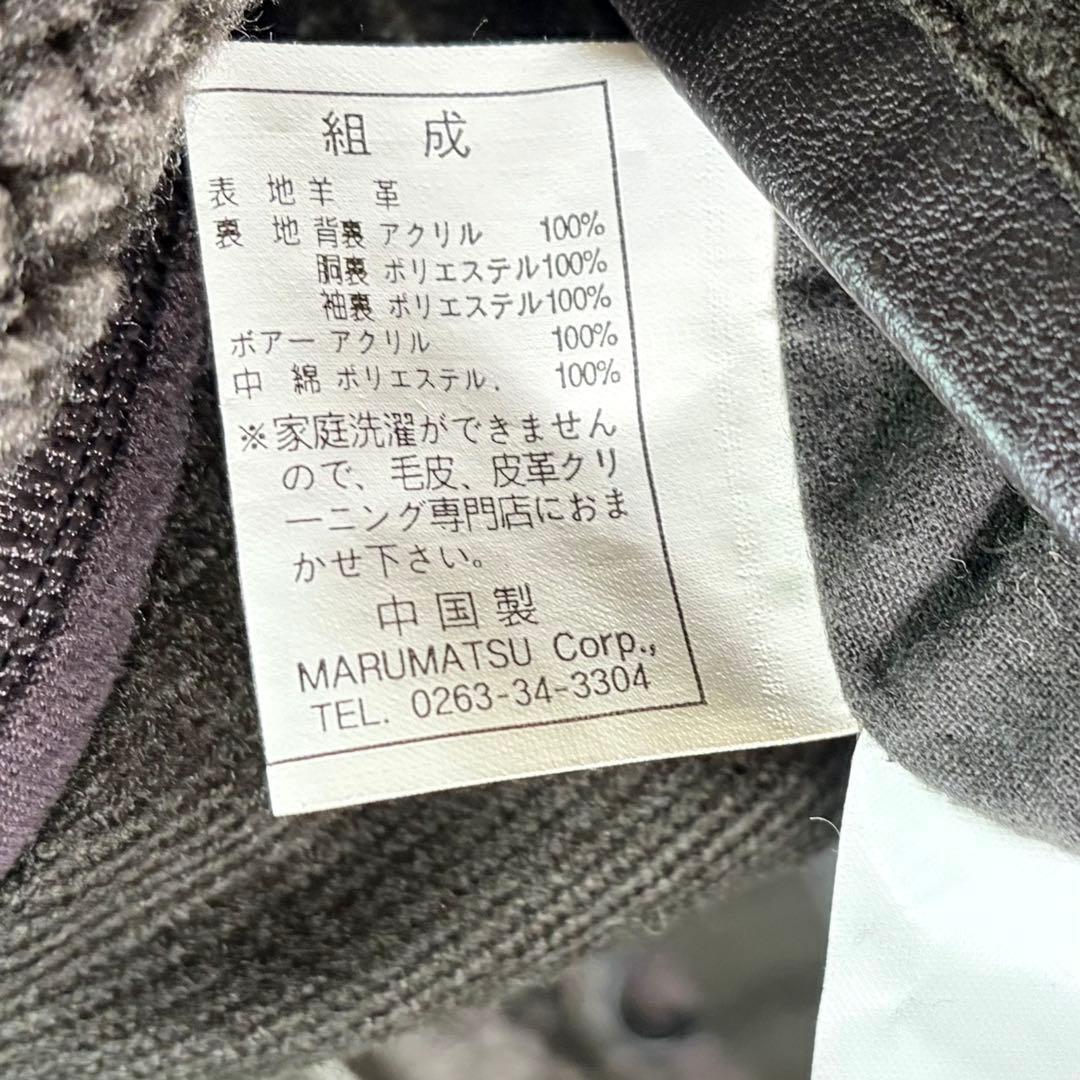 組 成
表 地 羊 革
裏 地 背裏 アクリル 100%
胴裏 ポリエステル100%
袖裏 ポリエステル100%
ボアー アクリル 100%
中 綿 ポリエステル. 100%
※家庭洗濯ができません
ので、毛皮、皮革クリ
ーニング専門店におま
かせ下さい。
中国製
MARUMATSU Corp.,
TEL. 0263-34-3304